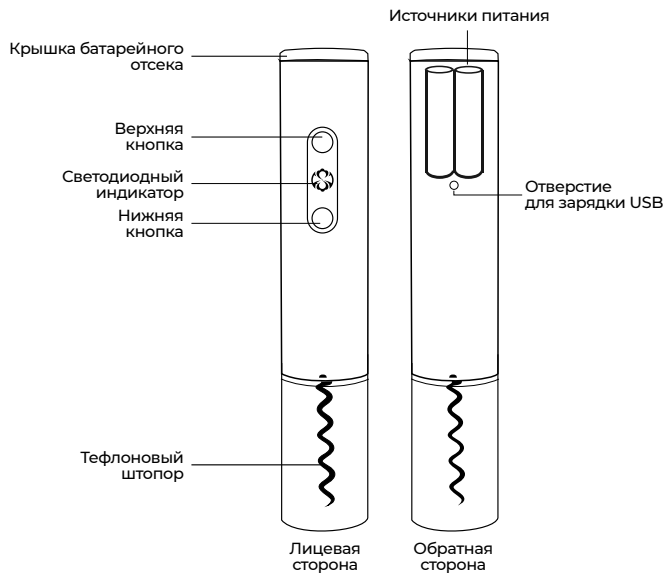 Источники питания
Крышка батарейного
отсека
Верхняя
кнопка
Светодиодный
индикатор
Нижняя
кнопка
Отверстие
для зарядки USB
Тефлоновый
штопор
Лицевая
сторона
Обратная
сторона